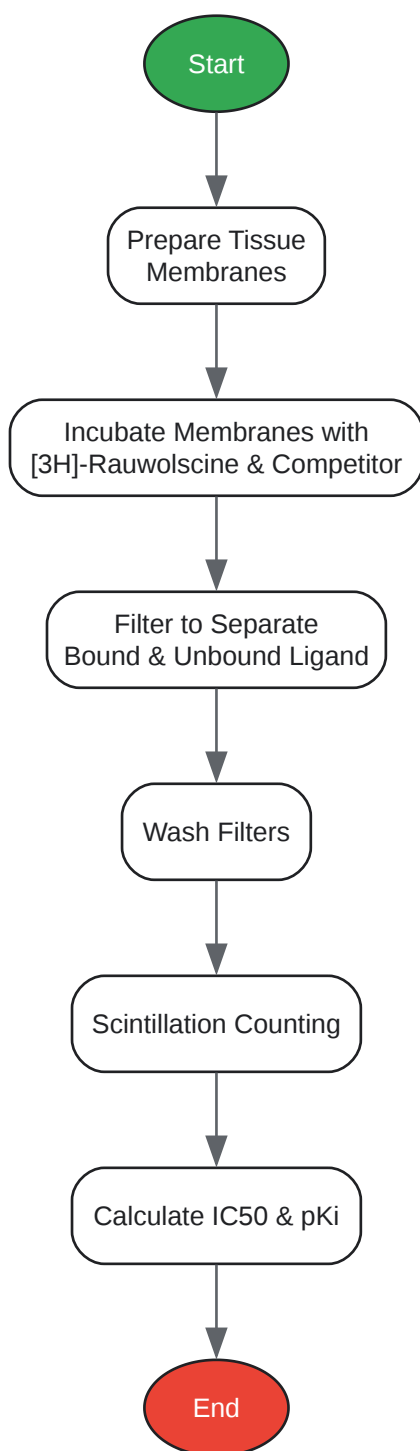 Start
Prepare Tissue
Membranes
Incubate Membranes with
[3H]-Rauwolscine & Competitor
Filter to Separate
Bound & Unbound Ligand
Wash Filters
Scintillation Counting
Calculate IC50 & pKi
End